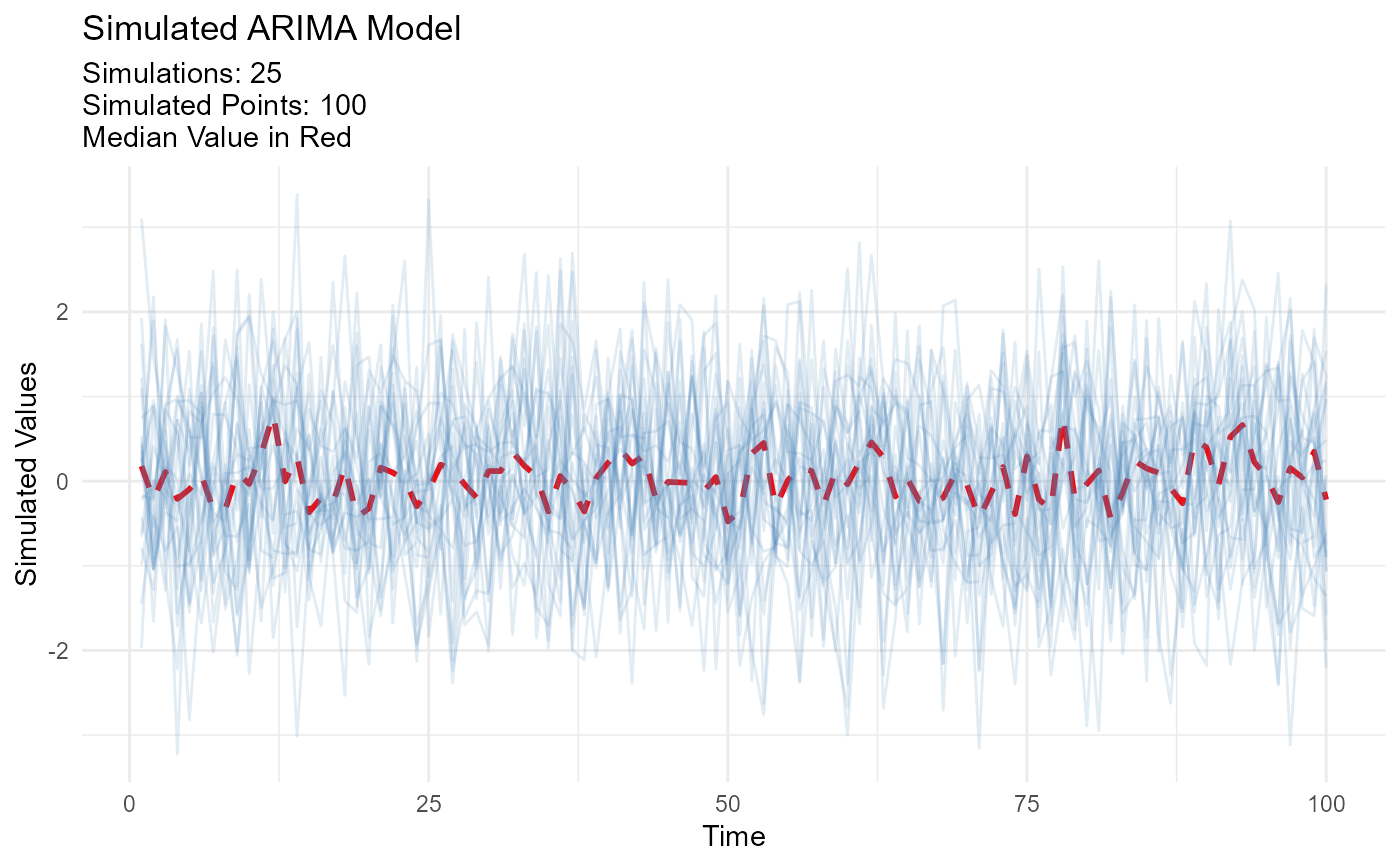 Simulated ARIMA Model
Simulations: 25
Simulated Points: 100
Median Value in Red
Simulated Values
2
0
-2
0
25
50
75
100
Time